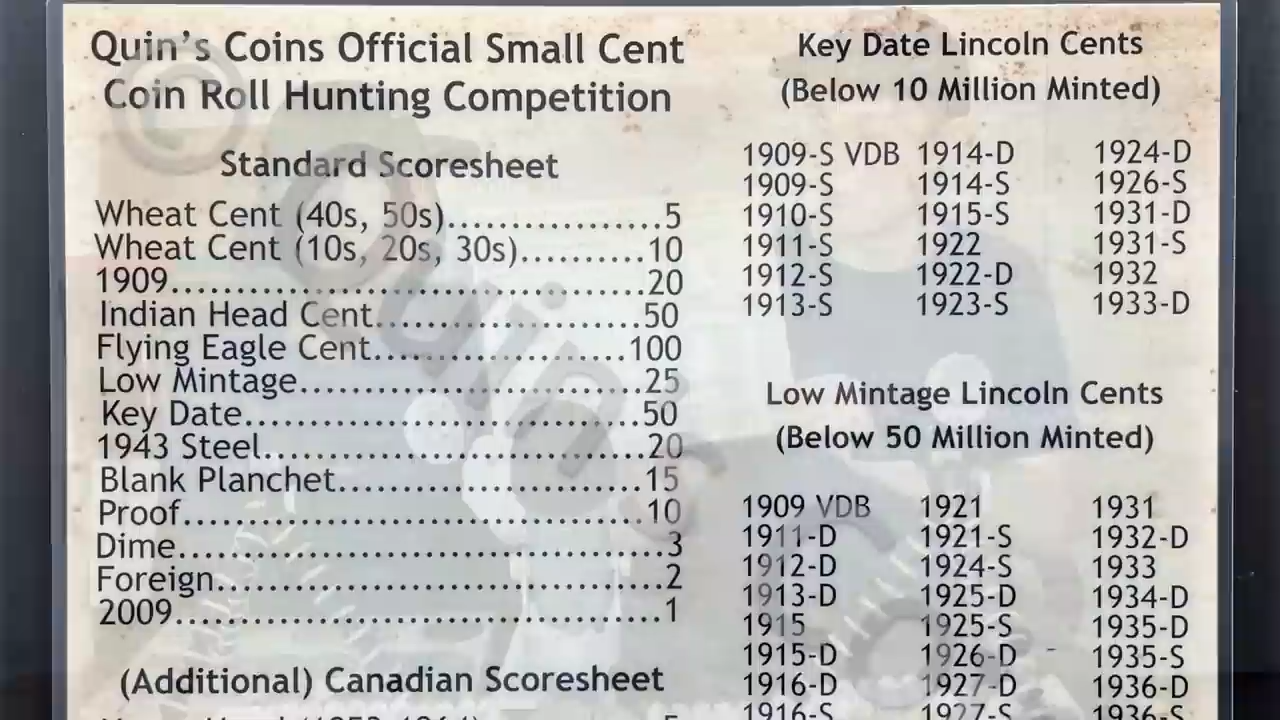 Quin's Coins Official Small Cent
Coin Roll Hunting Competition
Standard Scoresheet
Wheat Cent (40s, 50s)....................5
Wheat Cent (10s, 20s, 30s)..........10
1909.............................................20
Indian Head Cent.........................50
Flying Eagle Cent.......................100
Low Mintage................................25
Key Date.....................................50
1943 Steel...................................20
Blank Planchet.............................15
Proof...........................................10
Dime.............................................3
Foreign.........................................2
2009..............................................1
(Additional) Canadian Scoresheet
Key Date Lincoln Cents
(Below 10 Million Minted)
1909-S VDB 1914-D 1924-D
1909-S 1914-S 1926-S
1910-S 1915-S 1931-D
1911-S 1922 1931-S
1912-S 1922-D 1932
1913-S 1923-S 1933-D
Low Mintage Lincoln Cents
(Below 50 Million Minted)
1909 VDB 1921 1931
1911-D 1921-S 1932-D
1912-D 1924-S 1933
1913-D 1925-D 1934-D
1915 1925-S 1935-D
1915-D 1926-D 1935-S
1916-D 1927-D 1936-D
1916-S 1927-S 1936-S
© Quin's